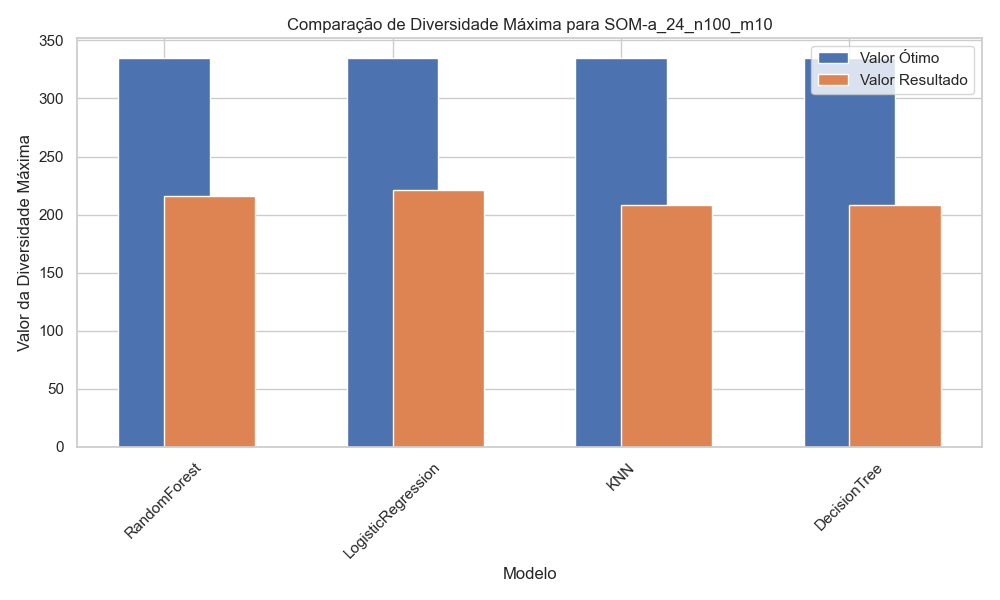 Comparação de Diversidade Máxima para SOM-a_24_n100_m10
Valor Ótimo
Valor Resultado
Valor da Diversidade Máxima
350
300
250
200
150
100
50
0
RandomForest
LogisticRegression
KNN
DecisionTree
Modelo